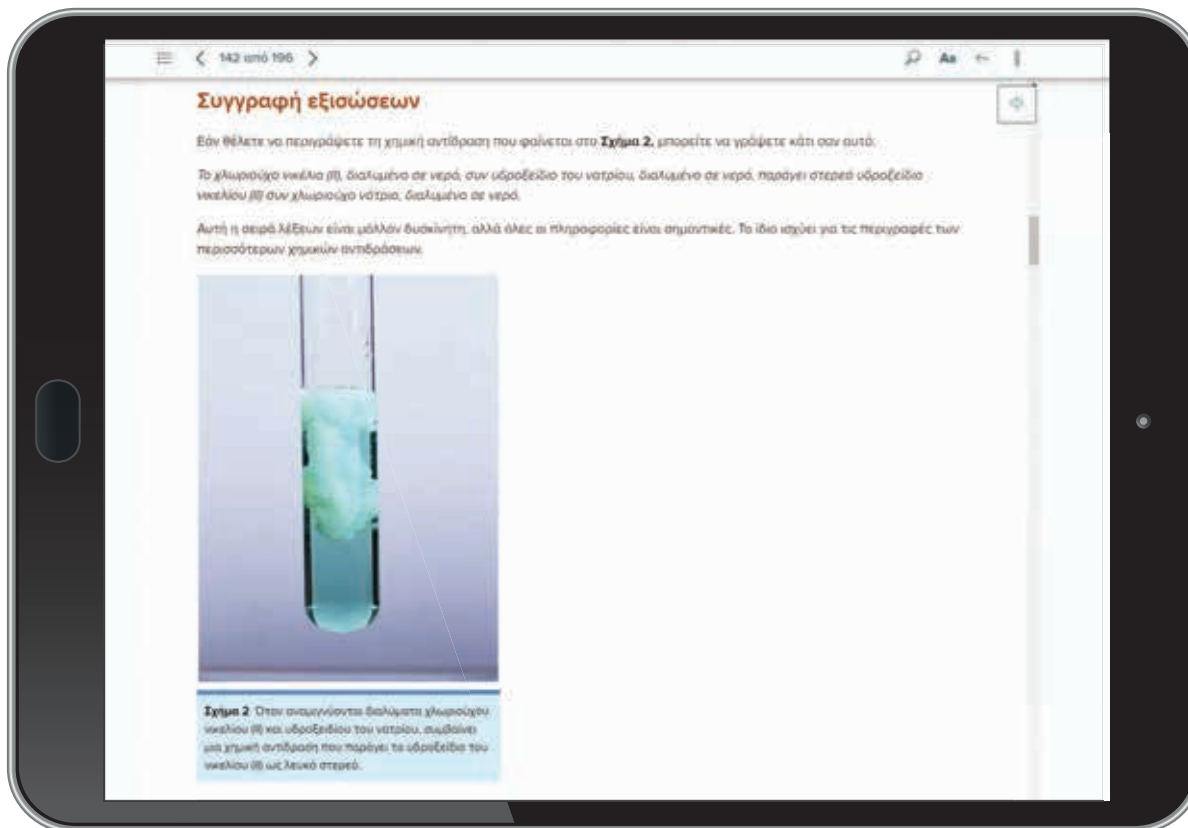 142 από 196
Aa
Συγγραφή εξισώσεων
Εάν θέλετε να περιγράψετε τη χημική αντίδραση που φαίνεται στο Σχήμα 2, μπορείτε να γράψετε κάτι σαν αυτό:
Το χλωριούχο νικέλιο (II), διαλυμένο σε νερό, συν υδροξείδιο του νατρίου, διαλυμένο σε νερό, παράγει στερεό υδροξείδιο
νικελίου (II) συν χλωριούχο νάτριο, διαλυμένο σε νερό.
Αυτή η σειρά λέξεων είναι μάλλον δυσκίνητη, αλλά όλες οι πληροφορίες είναι σημαντικές. Το ίδιο ισχύει για τις περιγραφές των
περισσότερων χημικών αντιδράσεων.
Σχήμα 2 Όταν αναμιγνύονται διαλύματα χλωριούχου
νικελίου (II) και υδροξειδίου του νατρίου, συμβαίνει
μια χημική αντίδραση που παράγει το υδροξείδιο του
νικελίου (II) ως λευκό στερεό.